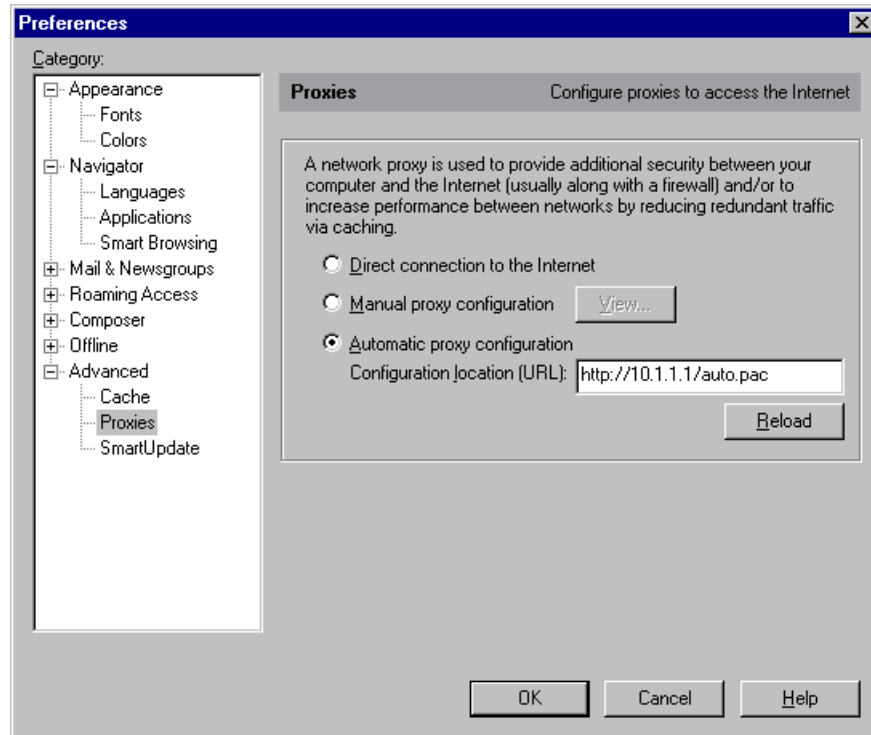 Preferences
Category:
Appearance
Fonts
Colors
Navigator
Languages
Applications
Smart Browsing
Mail & Newsgroups
Roaming Access
Composer
Offline
Advanced
Cache
Proxies
SmartUpdate
Proxies Configure proxies to access the Internet
A network proxy is used to provide additional security between your
computer and the Internet (usually along with a firewall) and/or to
increase performance between networks by reducing redundant traffic
via caching.
Direct connection to the Internet
Manual proxy configuration View...
Automatic proxy configuration
Configuration location (URL): http://10.1.1.1/auto.pac
Reload
OK Cancel Help